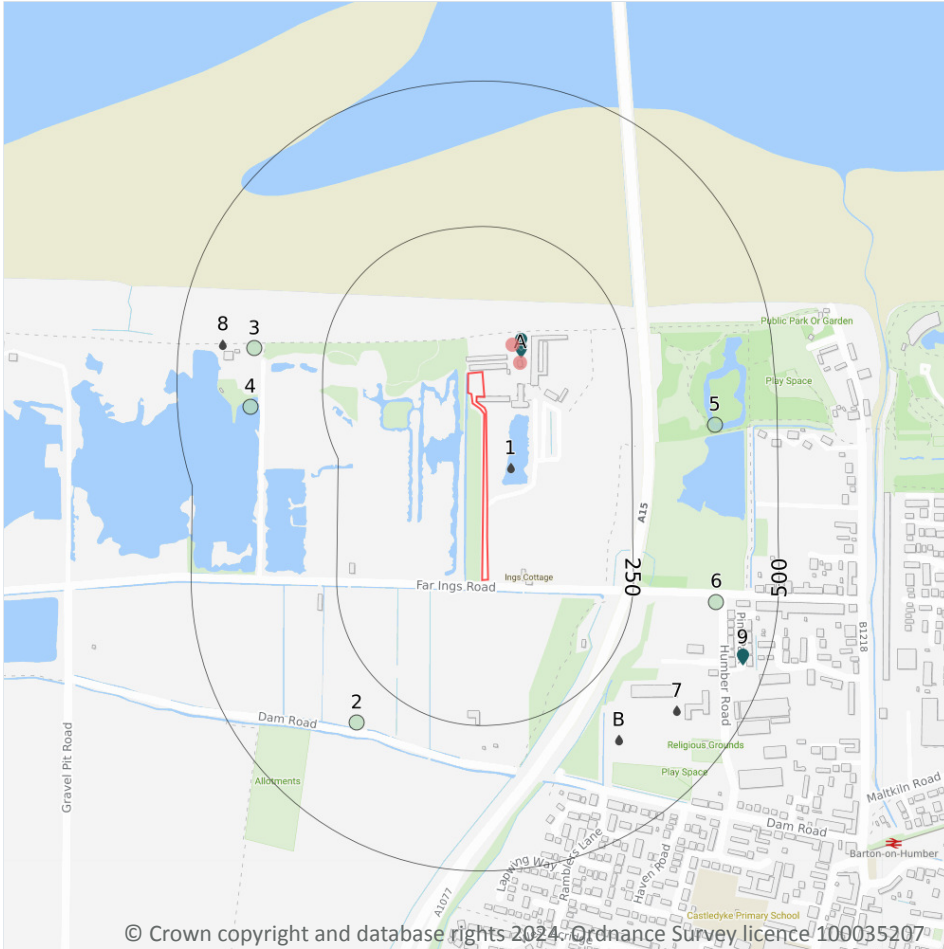 Public Park Or Garden
A
8
3
Play Space
4
5
1
A15
250
500
Ings Cottage
Far Ings Road
6
Pin
9
B1218
Humber Road
7
2
Dam Road
B
Gravel Pit Road
Religious Grounds
Play Space
Allotments
Maltkiln Road
Dam Road
Barton-on-Humber
Lapwing Way
Ramblers Lane
Haven Road
A1077
Castledyke Primary School
© Crown copyright and database rights 2024. Ordnance Survey licence 100035207